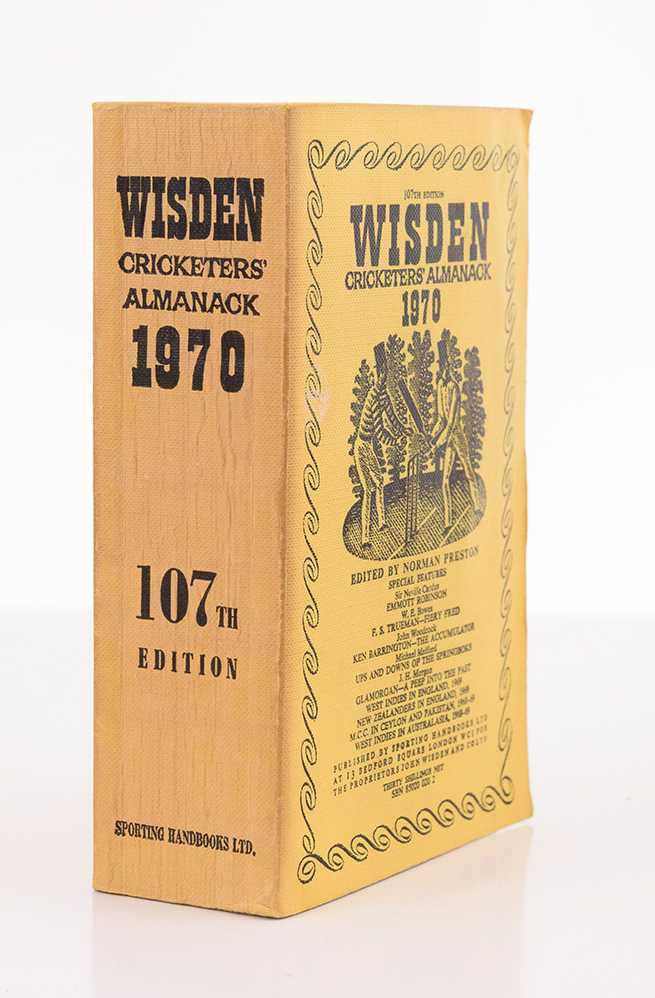 WISDEN
CRICKETERS'
ALMANACK
1970
107TH
EDITION
SPORTING HANDBOOKS LTD.
107TH EDITION
WISDEN
CRICKETERS' ALMANACK
1970
EDITED BY NORMAN PRESTON
SPECIAL FEATURES
Sir Neville Cardus
EMMOTT ROBINSON
W. E. Bowes
F. S. TRUEMAN—FIERY FRED
John Woodcock
KEN BARRINGTON—THE ACCUMULATOR
Michael Melford
UPS AND DOWNS OF THE SPRINGBOKS
J. H. Morgan
GLAMORGAN—A PEEP INTO THE PAST
WEST INDIES IN ENGLAND, 1969
NEW ZEALANDERS IN ENGLAND, 1969
M.C.C. IN CEYLON AND PAKISTAN, 1968-69
WEST INDIES IN AUSTRALASIA, 1968-69
PUBLISHED BY SPORTING HANDBOOKS LTD
AT 13 BEDFORD SQUARE LONDON WC1 FOR
THE PROPRIETORS JOHN WISDEN AND CO LTD
THIRTY SHILLINGS NET
SBN 85020 020 2